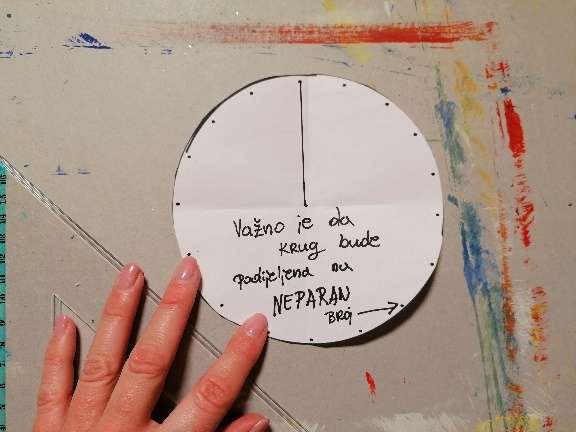 Važno je da
krug bude
podijeljena na
NEPARAN
BROJ